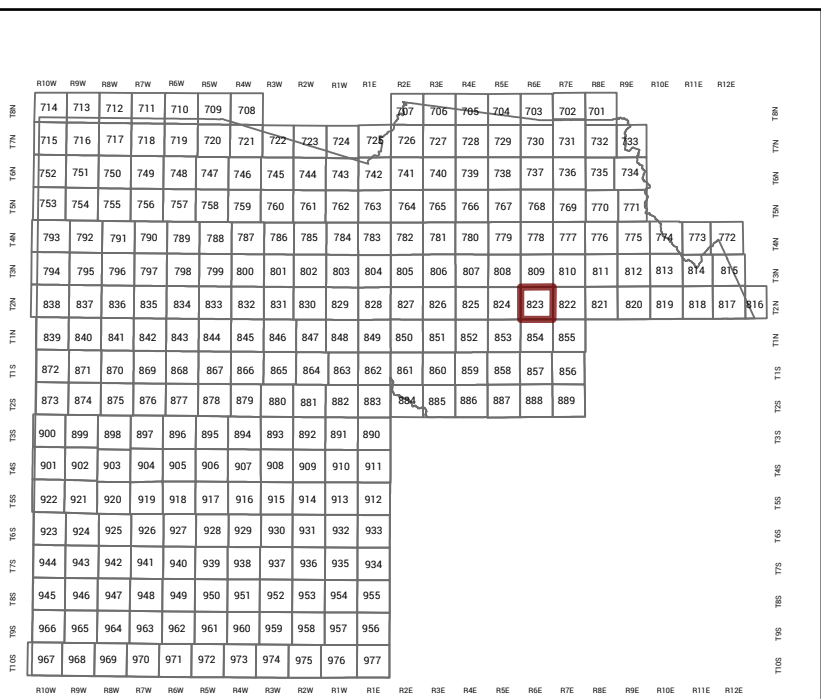 R10W R9W R8W R7W R6W R5W R4W R3W R2W R1W R1E R2E R3E R4E R5E R6E R7E R8E R9E R10E R11E R12E
T8N 714 713 712 711 710 709 708 707 706 705 704 703 702 701 T8N
T7N 715 716 717 718 719 720 721 722 723 724 725 726 727 728 729 730 731 732 733 T7N
T6N 752 751 750 749 748 747 746 745 744 743 742 741 740 739 738 737 736 735 734 T6N
T5N 753 754 755 756 757 758 759 760 761 762 763 764 765 766 767 768 769 770 771 T5N
T4N 793 792 791 790 789 788 787 786 785 784 783 782 781 780 779 778 777 776 775 774 773 772 T4N
T3N 794 795 796 797 798 799 800 801 802 803 804 805 806 807 808 809 810 811 812 813 814 815 T3N
T2N 838 837 836 835 834 833 832 831 830 829 828 827 826 825 824 823 822 821 820 819 818 817 816 T2N
T1N 839 840 841 842 843 844 845 846 847 848 849 850 851 852 853 854 855 T1N
T1S 872 871 870 869 868 867 866 865 864 863 862 861 860 859 858 857 856 T1S
T2S 873 874 875 876 877 878 879 880 881 882 883 884 885 886 887 888 889 T2S
T3S 900 899 898 897 896 895 894 893 892 891 890 T3S
T4S 901 902 903 904 905 906 907 908 909 910 911 T4S
T5S 922 921 920 919 918 917 916 915 914 913 912 T5S
T6S 923 924 925 926 927 928 929 930 931 932 933 T6S
T7S 944 943 942 941 940 939 938 937 936 935 934 T7S
T8S 945 946 947 948 949 950 951 952 953 954 955 T8S
T9S 966 965 964 963 962 961 960 959 958 957 956 T9S
T10S 967 968 969 970 971 972 973 974 975 976 977 T10S
R10W R9W R8W R7W R6W R5W R4W R3W R2W R1W R1E R2E R3E R4E R5E R6E R7E R8E R9E R10E R11E R12E